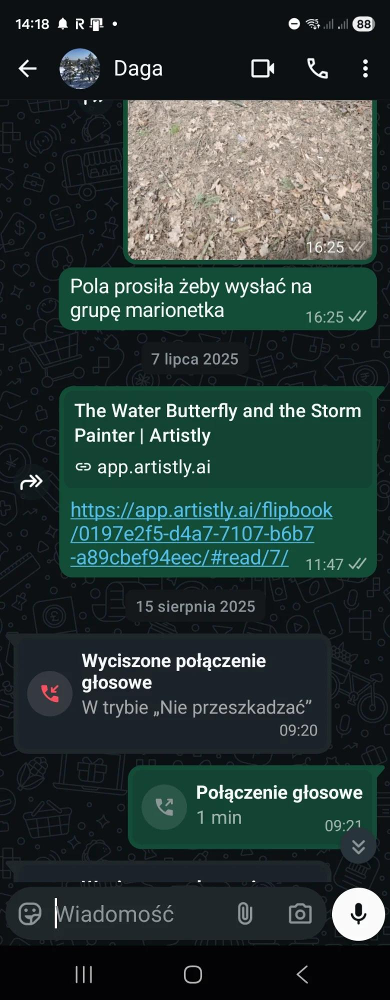 14:18
88
Daga
16:25
Pola prosiła żeby wysłać na
grupę marionetka
16:25
7 lipca 2025
The Water Butterfly and the Storm
Painter | Artistly
app.artistly.ai
https://app.artistly.ai/flipbook
/0197e2f5-d4a7-7107-b6b7
-a89cbef94eec/#read/7/
11:47
15 sierpnia 2025
Wyciszone połączenie
głosowe
W trybie „Nie przeszkadzać”
09:20
Połączenie głosowe
1 min
09:21
Wiadomość